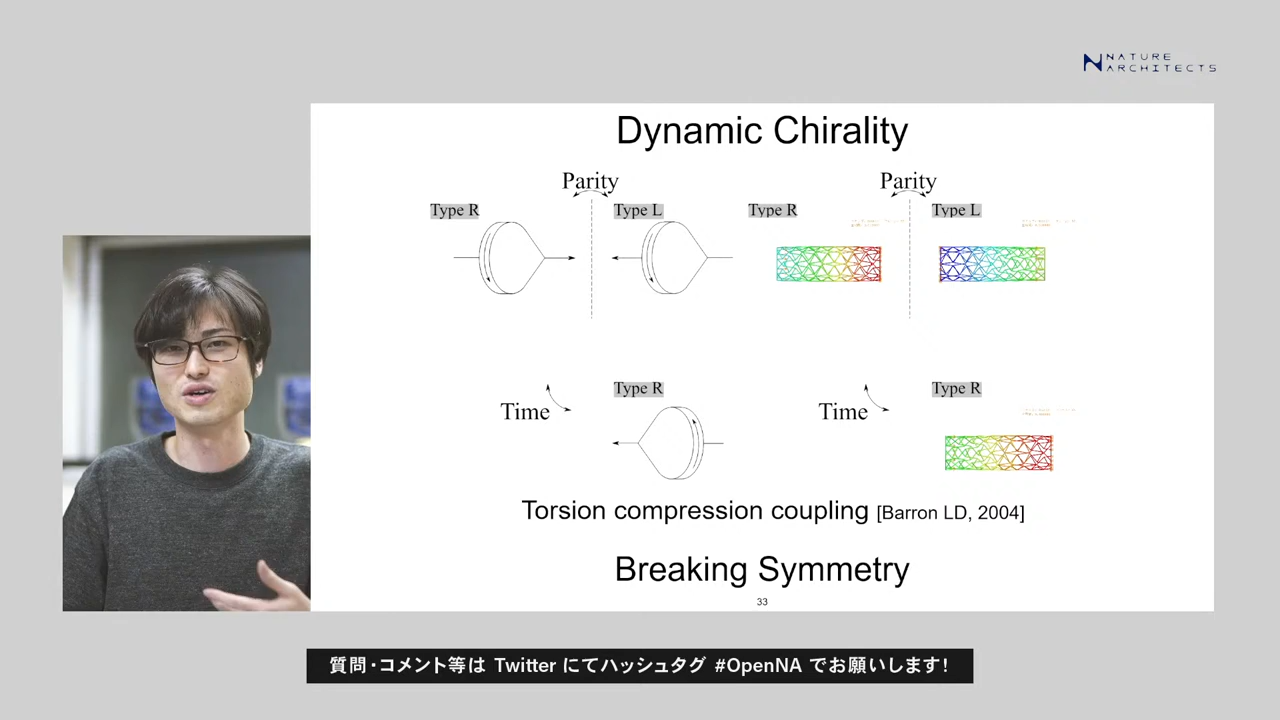 NATURE
ARCHITECTS
Dynamic Chirality
Parity
Parity
Type R
Type L
Type R
Type L
Type R
Type R
Time
Time
Torsion compression coupling [Barron LD, 2004]
Breaking Symmetry
33
質問・コメント等は Twitter にてハッシュタグ #OpenNA でお願いします!